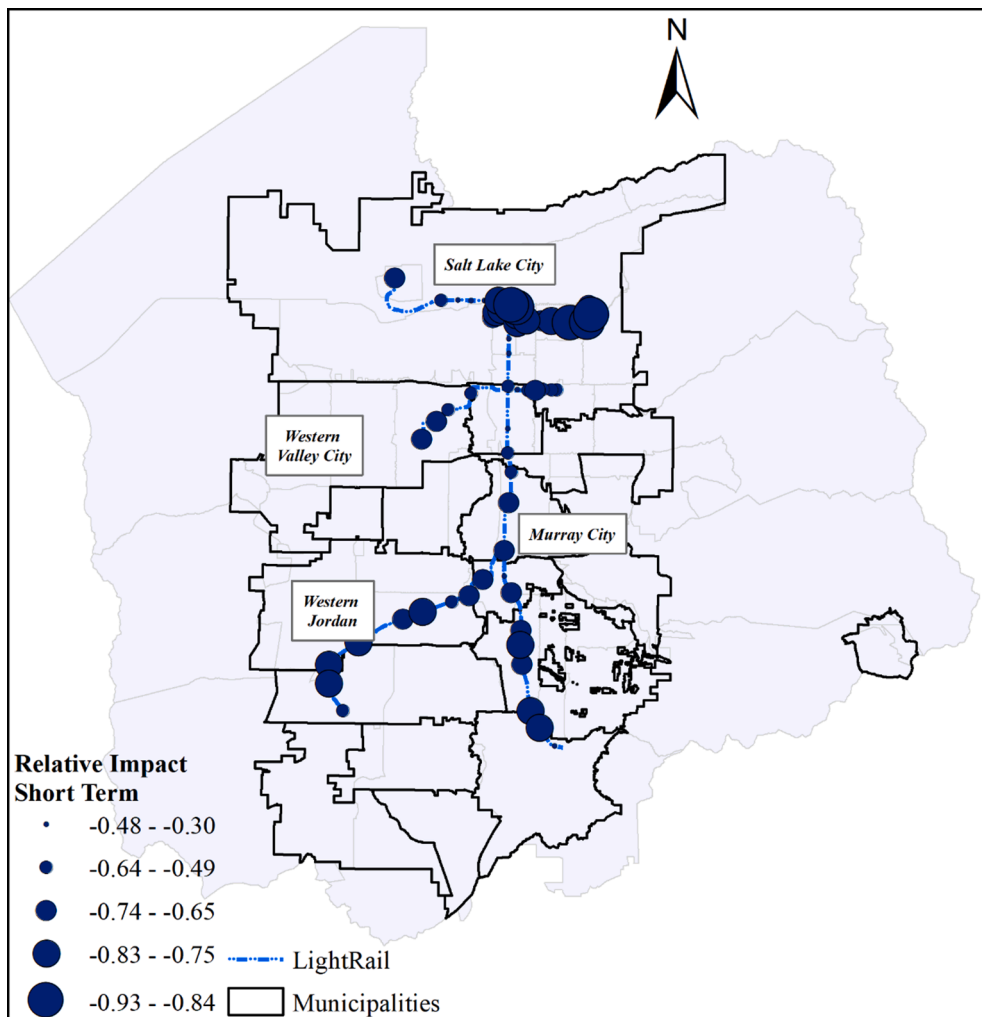 N
Salt Lake City
Western
Valley City
Murray City
Western
Jordan
Relative Impact
Short Term
-0.48 - -0.30
-0.64 - -0.49
-0.74 - -0.65
-0.83 - -0.75
-0.93 - -0.84
LightRail
Municipalities